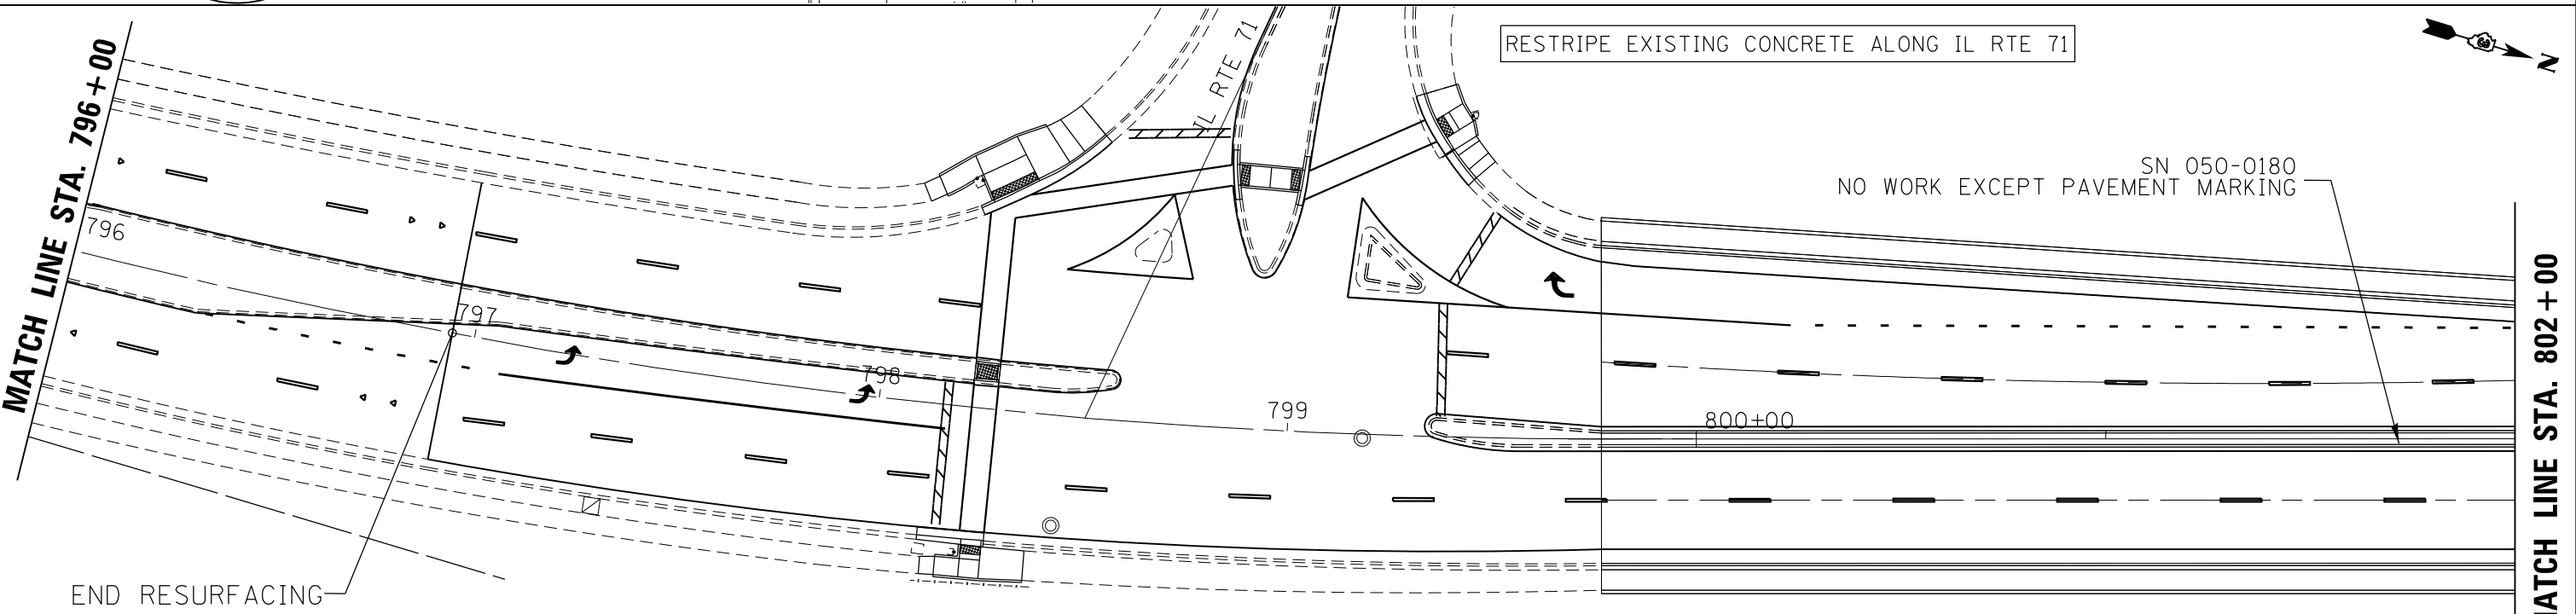 MATCH LINE STA. 796+00
IL RTE 71
RESTRIPE EXISTING CONCRETE ALONG IL RTE 71
N
SN 050-0180
NO WORK EXCEPT PAVEMENT MARKING
796
797
798
799
800+00
MATCH LINE STA. 802+00
END RESURFACING